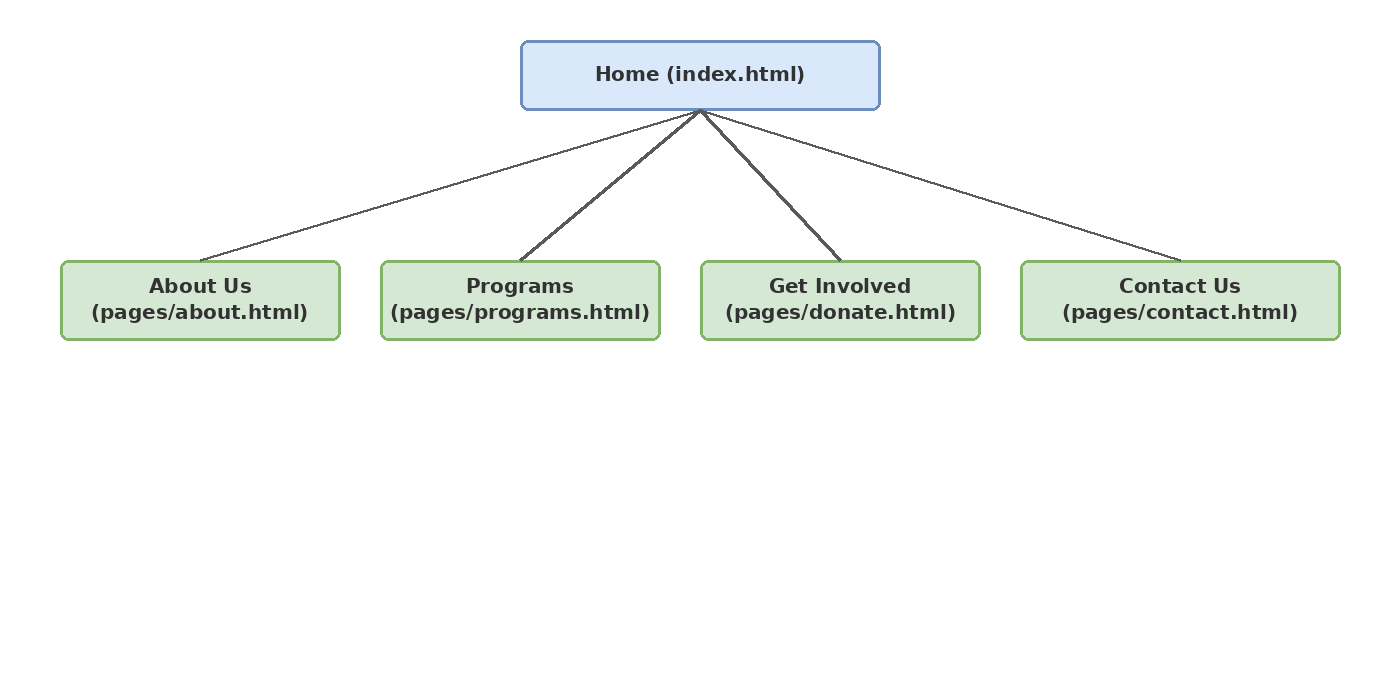 Home (index.html)
About Us
(pages/about.html)
Programs
(pages/programs.html)
Get Involved
(pages/donate.html)
Contact Us
(pages/contact.html)